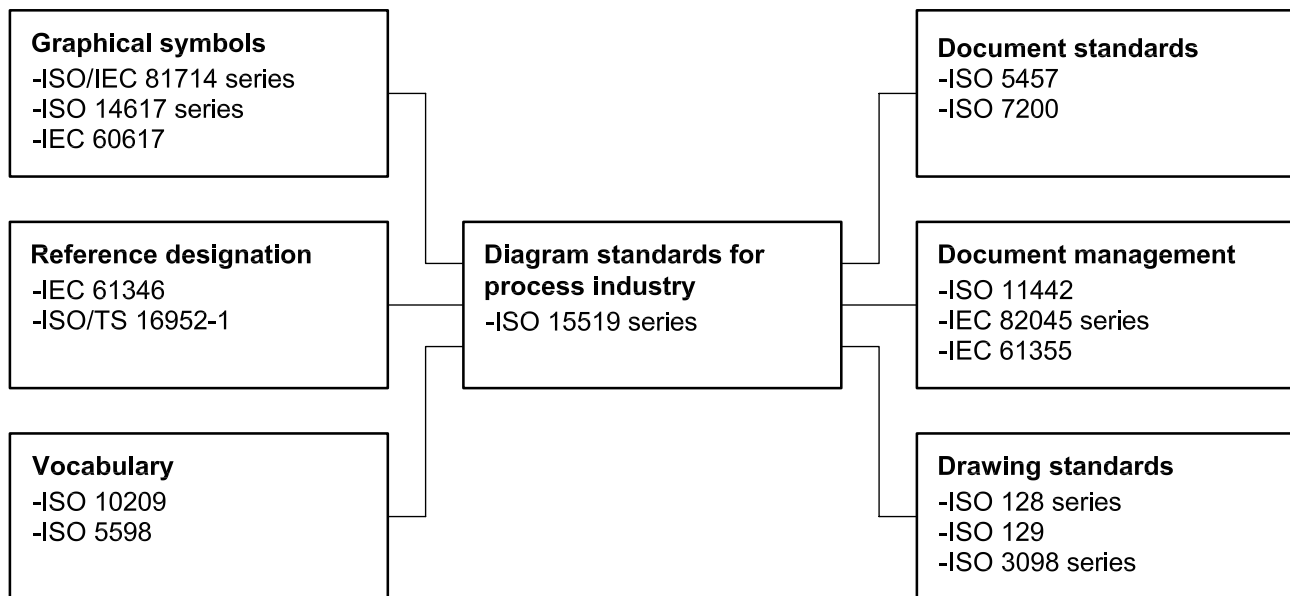 Graphical symbols
-ISO/IEC 81714 series
-ISO 14617 series
-IEC 60617
Reference designation
-IEC 61346
-ISO/TS 16952-1
Vocabulary
-ISO 10209
-ISO 5598
Diagram standards for
process industry
-ISO 15519 series
Document standards
-ISO 5457
-ISO 7200
Document management
-ISO 11442
-IEC 82045 series
-IEC 61355
Drawing standards
-ISO 128 series
-ISO 129
-ISO 3098 series